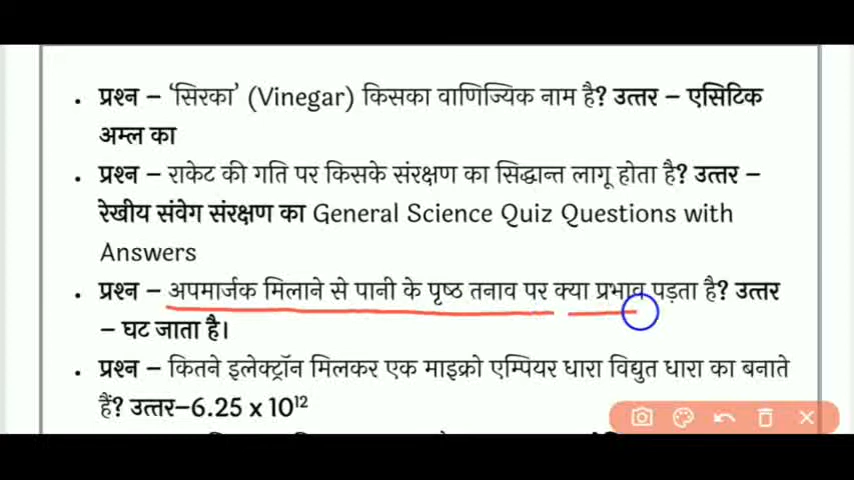 • प्रश्न – ‘सिरका’ (Vinegar) किसका वाणिज्यिक नाम है? उत्तर – एसिटिक
अम्ल का
• प्रश्न – राकेट की गति पर किसके संरक्षण का सिद्धान्त लागू होता है? उत्तर –
रेखीय संवेग संरक्षण का General Science Quiz Questions with
Answers
• प्रश्न – अपमार्जक मिलाने से पानी के पृष्ठ तनाव पर क्या प्रभाव पड़ता है? उत्तर
– घट जाता है।
• प्रश्न – कितने इलेक्ट्रॉन मिलकर एक माइक्रो एम्पियर धारा विद्युत धारा का बनाते
हैं? उत्तर–6.25 x 10¹²